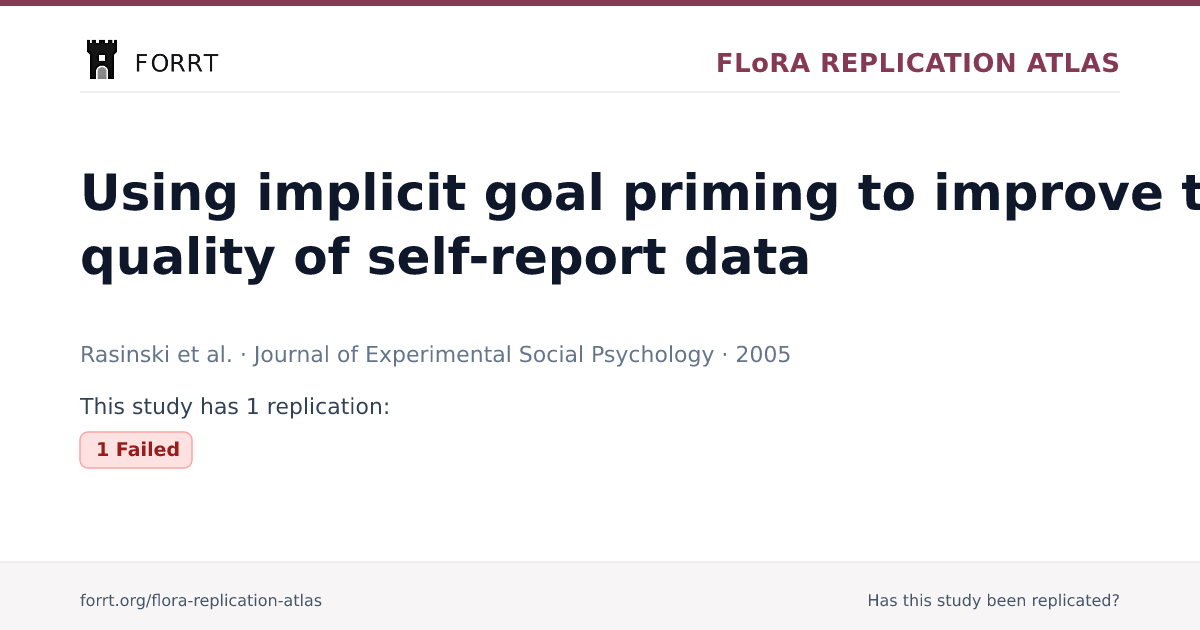 FORRT
FLoRA REPLICATION ATLAS
Using implicit goal priming to improve t
quality of self-report data
Rasinski et al. · Journal of Experimental Social Psychology · 2005
This study has 1 replication:
1 Failed
forrt.org/flora-replication-atlas
Has this study been replicated?